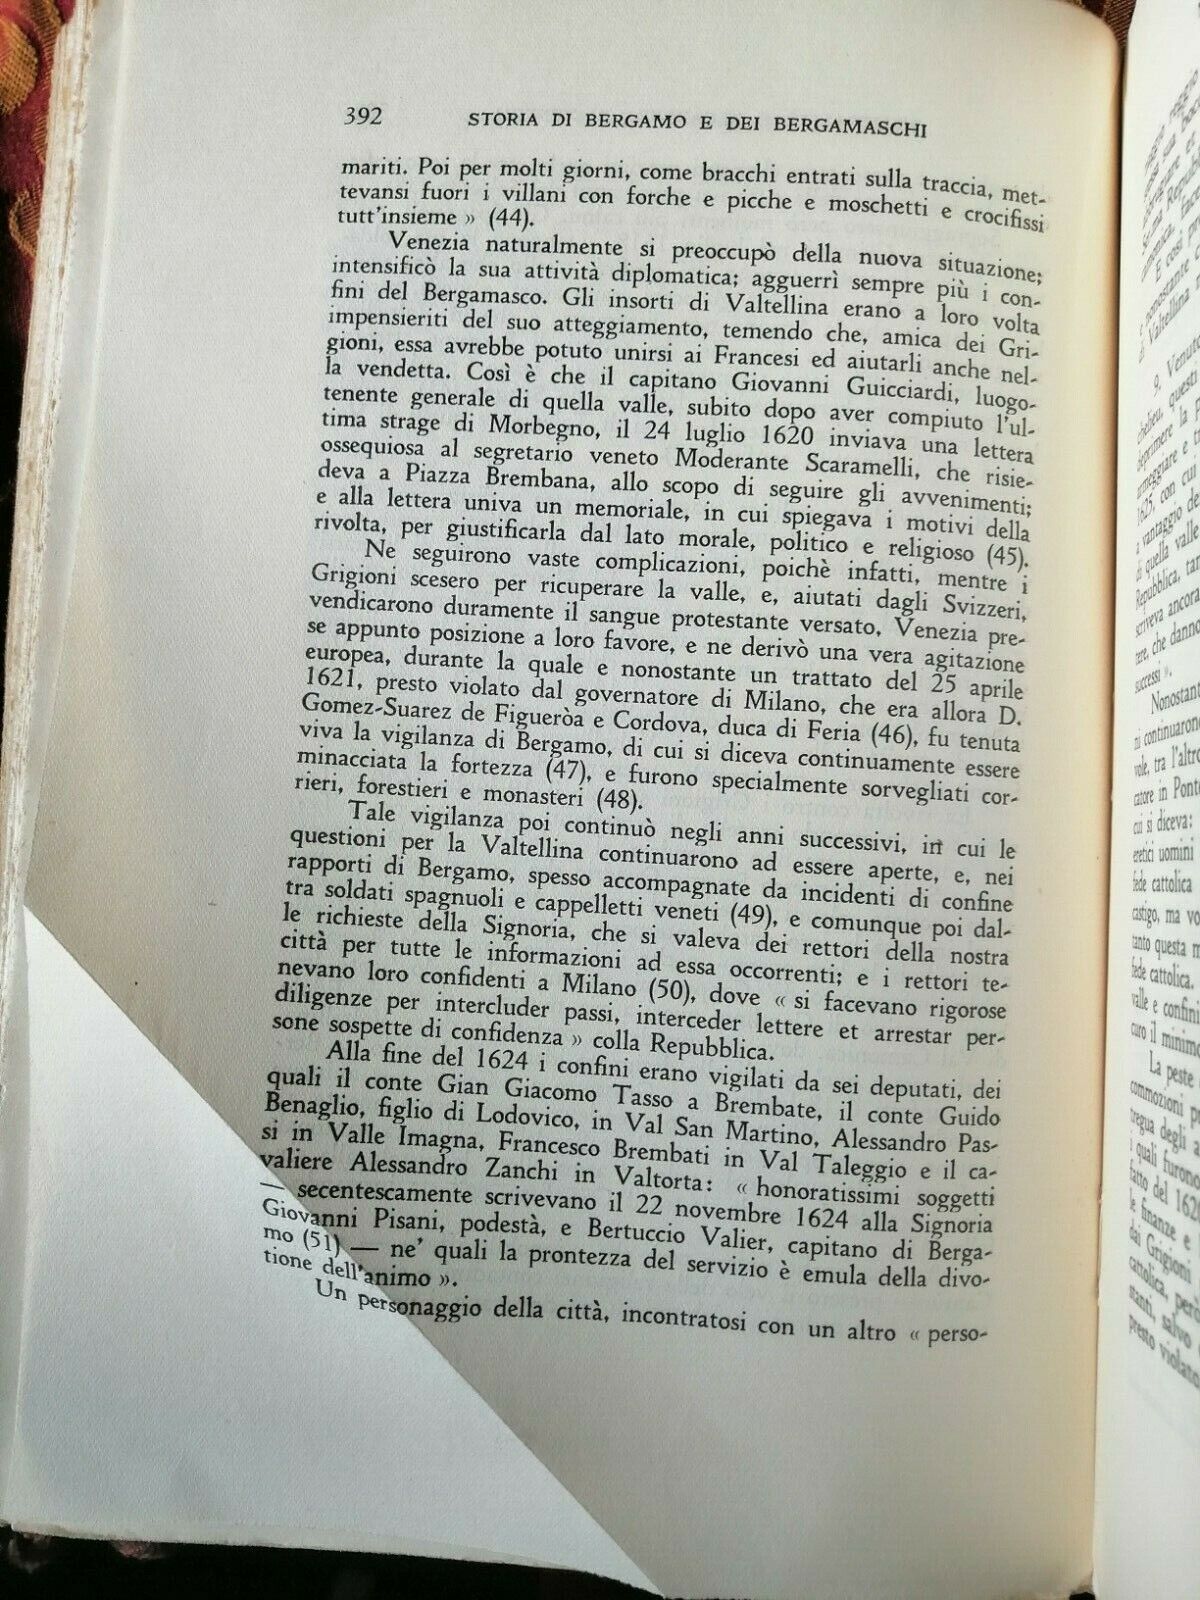 392 STORIA DI BERGAMO E DEI BERGAMASCHI
mariti. Poi per molti giorni, come bracchi entrati sulla traccia, met-
tevansi fuori i villani con forche e picche e moschetti e crocifissi
tutt'insieme » (44).
Venezia naturalmente si preoccupò della nuova situazione;
intensificò la sua attività diplomatica; agguerrì sempre più i con-
fini del Bergamasco. Gli insorti di Valtellina erano a loro volta
impensieriti del suo atteggiamento, temendo che, amica dei Gri-
gioni, essa avrebbe potuto unirsi ai Francesi ed aiutarli anche nel-
la vendetta. Così è che il capitano Giovanni Guicciardi, luogo-
tenente generale di quella valle, subito dopo aver compiuto l'ul-
tima strage di Morbegno, il 24 luglio 1620 inviava una lettera
ossequiosa al segretario veneto Moderante Scaramelli, che risie-
deva a Piazza Brembana, allo scopo di seguire gli avvenimenti;
e alla lettera univa un memoriale, in cui spiegava i motivi della
rivolta, per giustificarla dal lato morale, politico e religioso (45).
Ne seguirono vaste complicazioni, poichè infatti, mentre i
Grigioni scesero per ricuperare la valle, e, aiutati dagli Svizzeri,
vendicarono duramente il sangue protestante versato, Venezia pre-
se appunto posizione a loro favore, e ne derivò una vera agitazione
europea, durante la quale e nonostante un trattato del 25 aprile
1621, presto violato dal governatore di Milano, che era allora D.
Gomez-Suarez de Figueròa e Cordova, duca di Feria (46), fu tenuta
viva la vigilanza di Bergamo, di cui si diceva continuamente essere
minacciata la fortezza (47), e furono specialmente sorvegliati cor-
rieri, forestieri e monasteri (48).
Tale vigilanza poi continuò negli anni successivi, in cui le
questioni per la Valtellina continuarono ad essere aperte, e, nei
rapporti di Bergamo, spesso accompagnate da incidenti di confine
tra soldati spagnuoli e cappelletti veneti (49), e comunque poi dal-
le richieste della Signoria, che si valeva dei rettori della nostra
città per tutte le informazioni ad essa occorrenti; e i rettori te-
nevano loro confidenti a Milano (50), dove « si facevano rigorose
diligenze per intercluder passi, interceder lettere et arrestar per-
sone sospette di confidenza » colla Repubblica.
Alla fine del 1624 i confini erano vigilati da sei deputati, dei
quali il conte Gian Giacomo Tasso a Brembate, il conte Guido
Benaglio, figlio di Lodovico, in Val San Martino, Alessandro Pas-
si in Valle Imagna, Francesco Brembati in Val Taleggio e il ca-
valiere Alessandro Zanchi in Valtorta: « honoratissimi soggetti
— secentescamente scrivevano il 22 novembre 1624 alla Signoria
Giovanni Pisani, podestà, e Bertuccio Valier, capitano di Berga-
mo (51) — ne' quali la prontezza del servizio è emula della divo-
tione dell'animo ».
Un personaggio della città, incontratosi con un altro « perso-